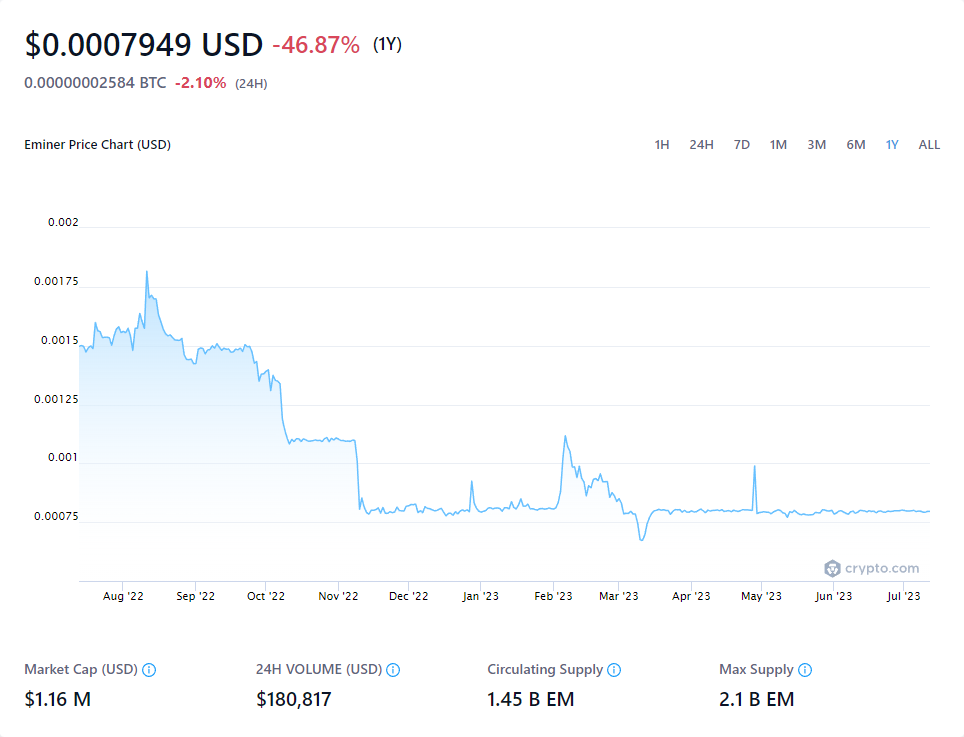 $0.0007949 USD -46.87% (1Y)
0.00000002584 BTC -2.10% (24H)
Eminer Price Chart (USD) 1H 24H 7D 1M 3M 6M 1Y ALL
0.002
0.00175
0.0015
0.00125
0.001
0.00075
crypto.com
Aug '22 Sep '22 Oct '22 Nov '22 Dec '22 Jan '23 Feb '23 Mar '23 Apr '23 May '23 Jun '23 Jul '23
Market Cap (USD) 24H VOLUME (USD) Circulating Supply Max Supply
$1.16 M $180,817 1.45 B EM 2.1 B EM